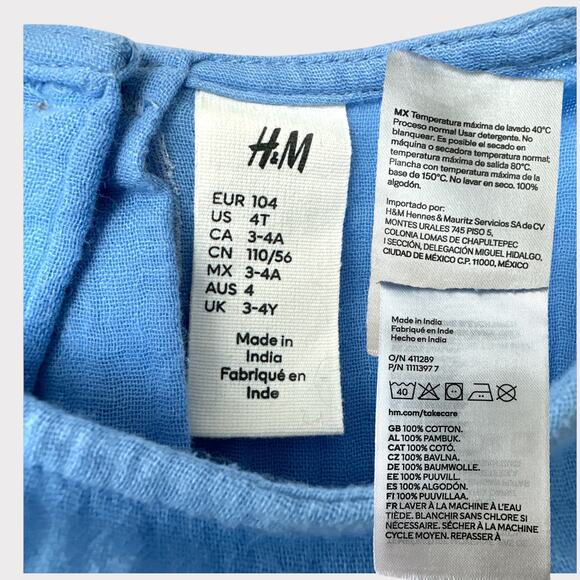 H&M
EUR 104
US 4T
CA 3-4A
CN 110/56
MX 3-4A
AUS 4
UK 3-4Y
Made in
India
Fabriqué en
Inde
MX Temperatura máxima de lavado 40°C
Proceso normal Usar detergente. No
blanquear. Es posible el secado en
máquina o secadora temperatura normal;
temperatura máxima de salida 80°C.
Plancha con temperatura máxima de la
base de 150°C. No lavar en seco. 100%
algodón.
Importado por:
H&M Hennes & Mauritz Servicios SA de CV
MONTES URALES 745 PISO 5,
COLONIA LOMAS DE CHAPULTEPEC
I SECCIÓN, DELEGACIÓN MIGUEL HIDALGO,
CIUDAD DE MÉXICO C.P. 11000, MÉXICO
Made in India
Fabriqué en Inde
Hecho en India
O/N 411289
P/N 1111397 7
40
hm.com/takecare
GB 100% COTTON.
AL 100% PAMBUK.
CAT 100% COTÓ.
CZ 100% BAVLNA.
DE 100% BAUMWOLLE.
EE 100% PUUVILL.
ES 100% ALGODÓN.
FI 100% PUUVILLAA.
FR LAVER À LA MACHINE À L'EAU
TIÈDE. BLANCHIR SANS CHLORE SI
NÉCESSAIRE. SÉCHER À LA MACHINE
CYCLE MOYEN. REPASSER À